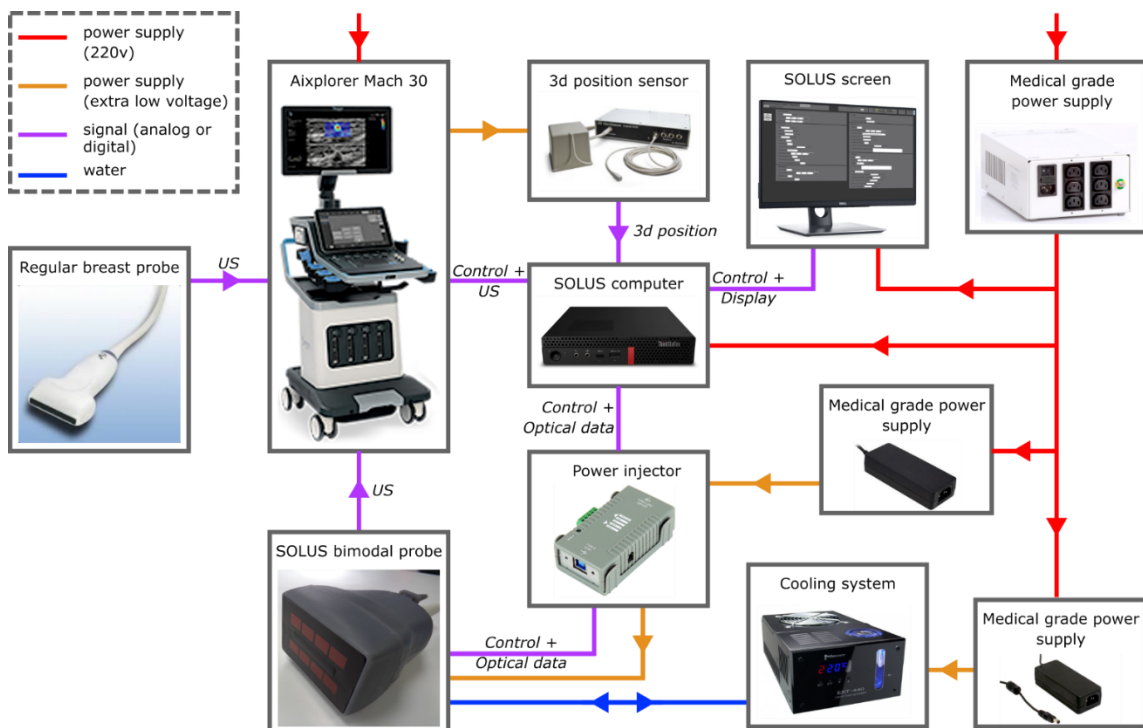 power supply
(220v)
power supply
(extra low voltage)
signal (analog or
digital)
water
Aixplorer Mach 30
3d position sensor
SOLUS screen
Medical grade
power supply
3d position
Regular breast probe
US
Control +
US
SOLUS computer
ThinkStation
Control +
Display
DELL
Control +
Optical data
Medical grade power
supply
Power injector
US
SOLUS bimodal probe
Control +
Optical data
Cooling system
Medical grade power
supply